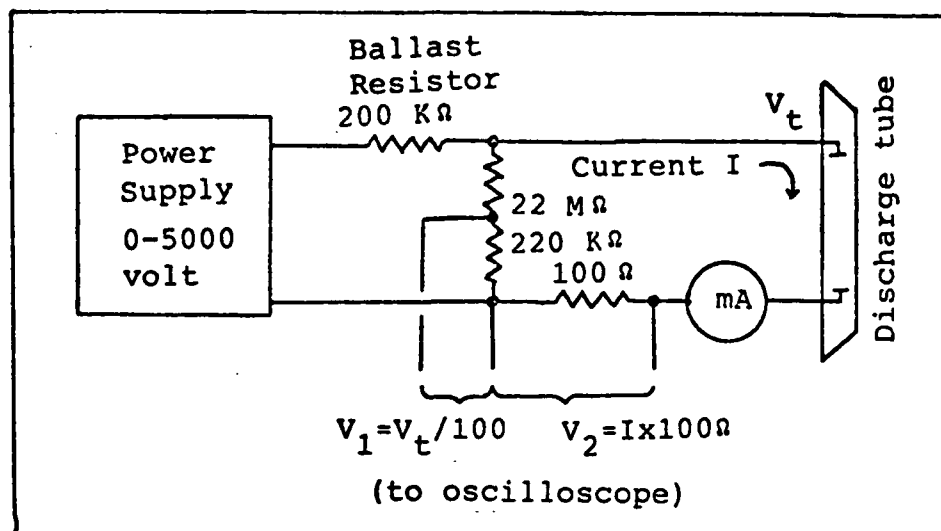 Ballast
Resistor
200 KΩ
Power
Supply
0-5000
volt
22 MΩ
220 KΩ
100 Ω
V_t
Current I
mA
Discharge tube
V_1=V_t/100
V_2=Ix100Ω
(to oscilloscope)